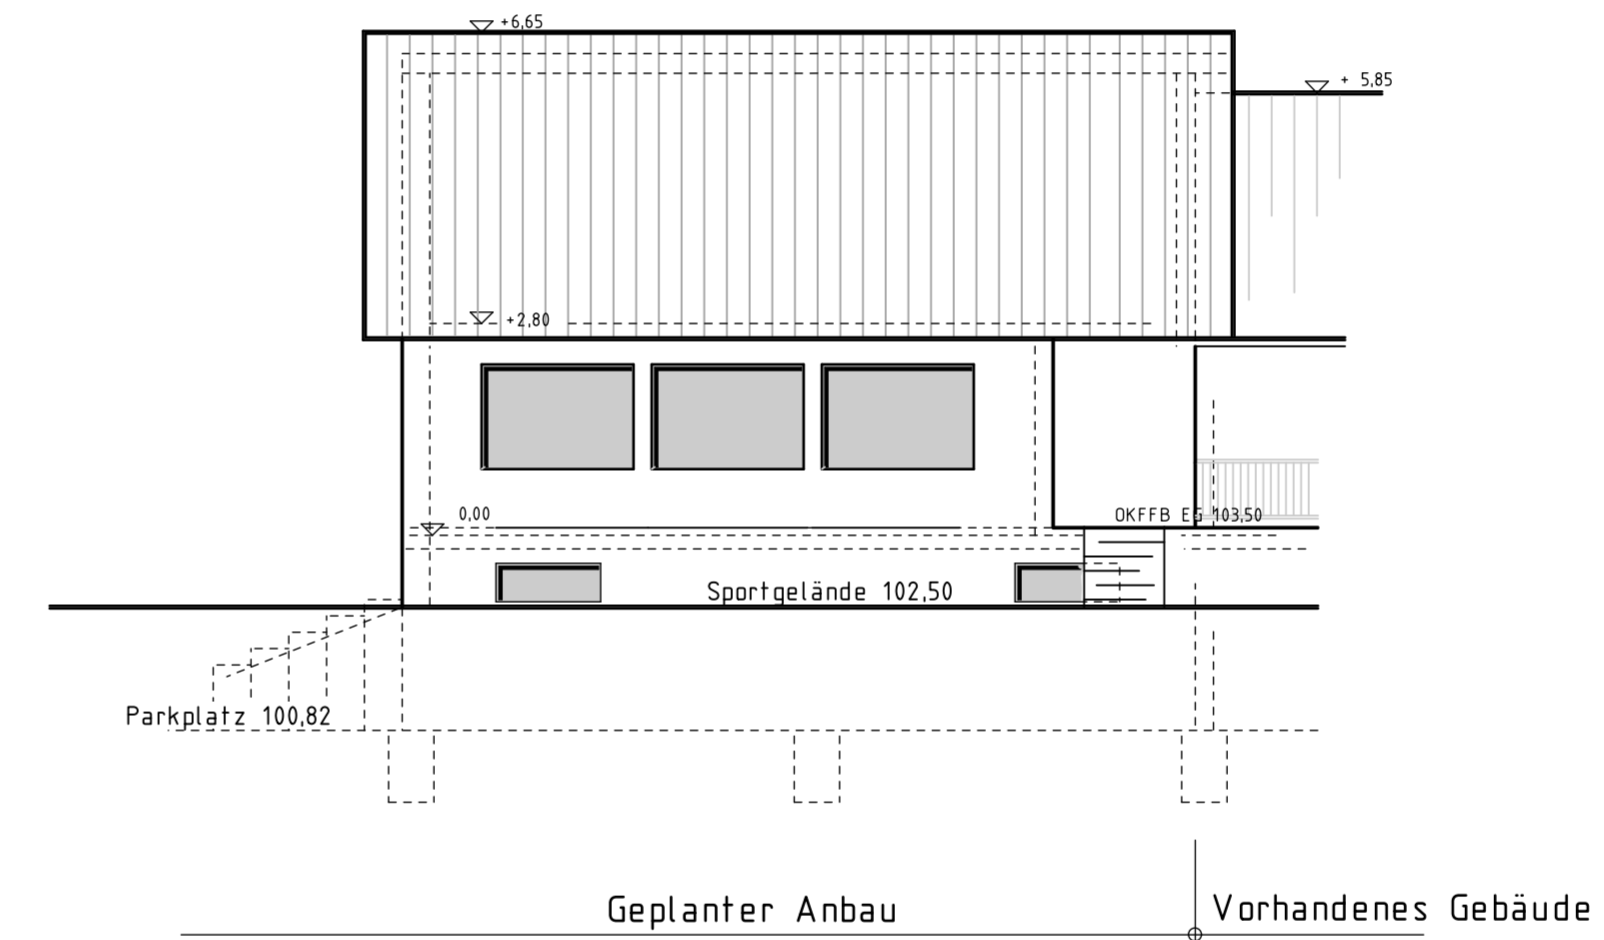 +6,65
+ 5,85
+2,80
0,00
OKFFB EG 103,50
Sportgelände 102,50
Parkplatz 100,82
Geplanter Anbau
Vorhandenes Gebäude